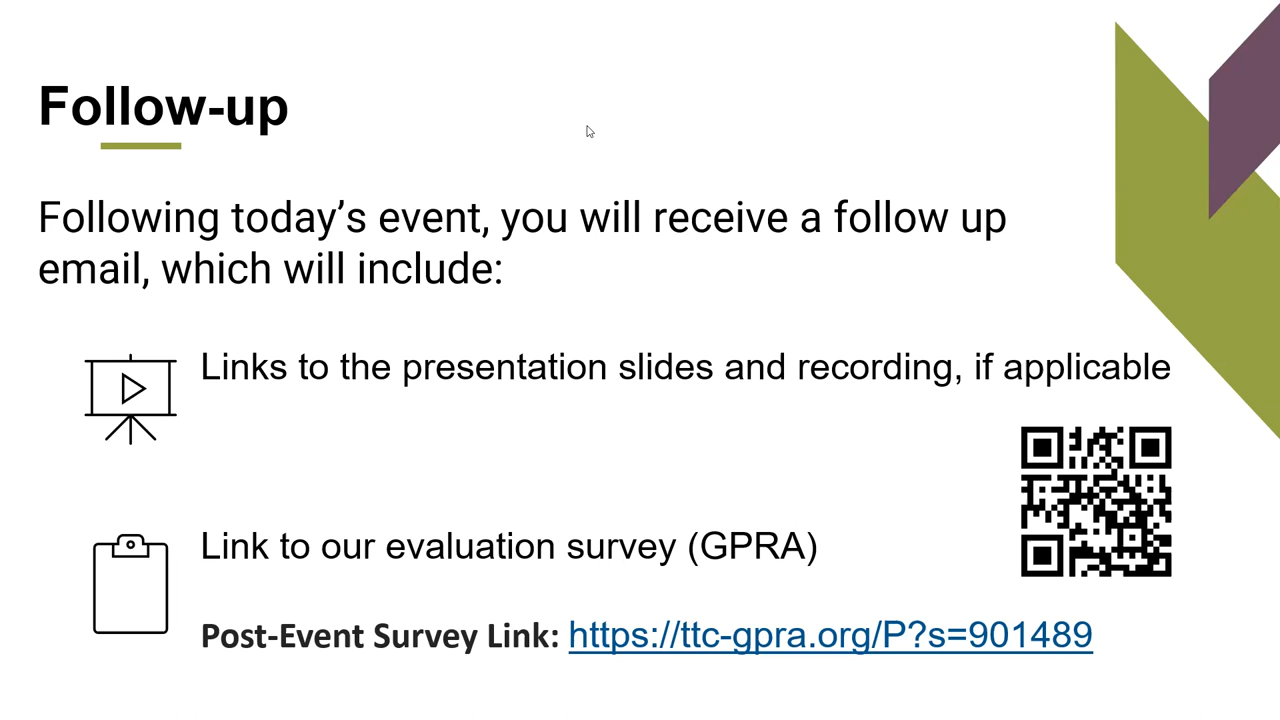 Follow-up
Following today’s event, you will receive a follow up
email, which will include:
Links to the presentation slides and recording, if applicable
Link to our evaluation survey (GPRA)
Post-Event Survey Link: https://ttc-gpra.org/P?s=901489